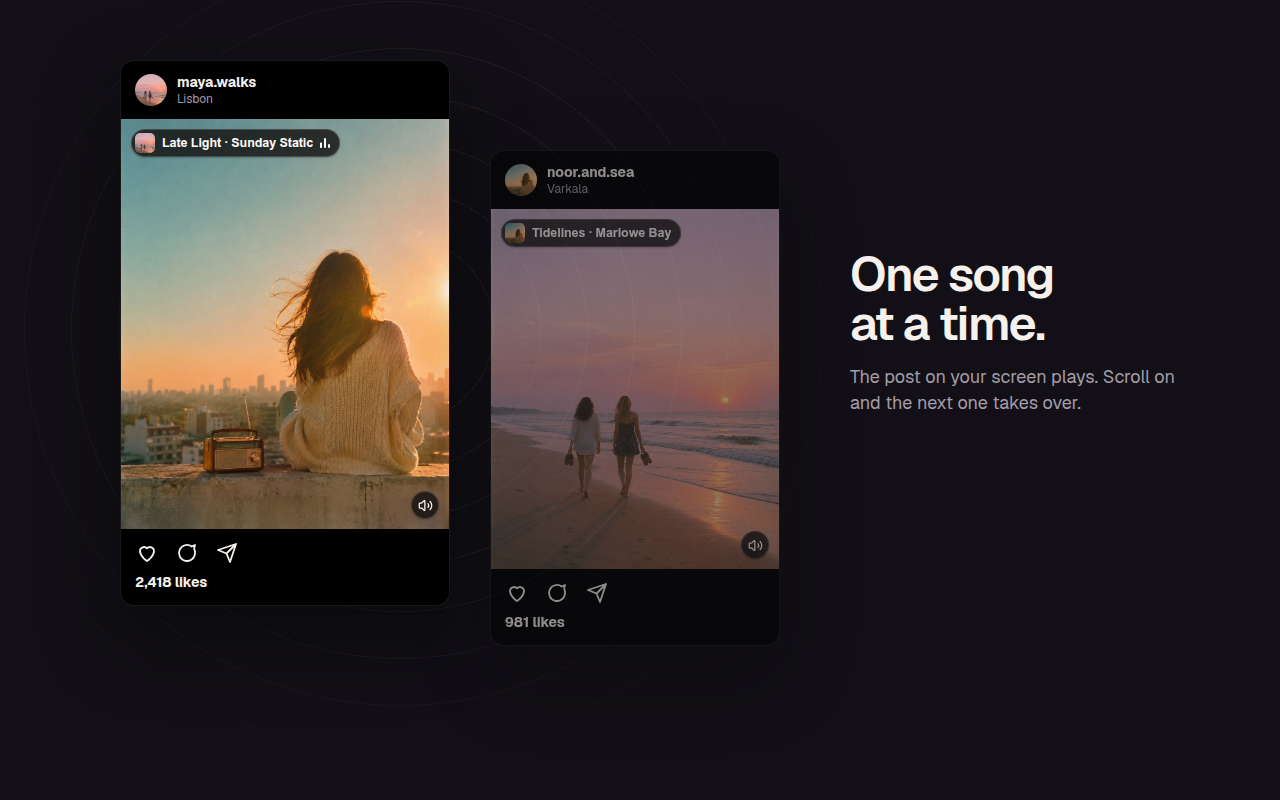 maya.walks
Lisbon
Late Light · Sunday Static
2,418 likes
noor.and.sea
Varkala
Tidelines · Marlowe Bay
981 likes
One song
at a time.
The post on your screen plays. Scroll on
and the next one takes over.